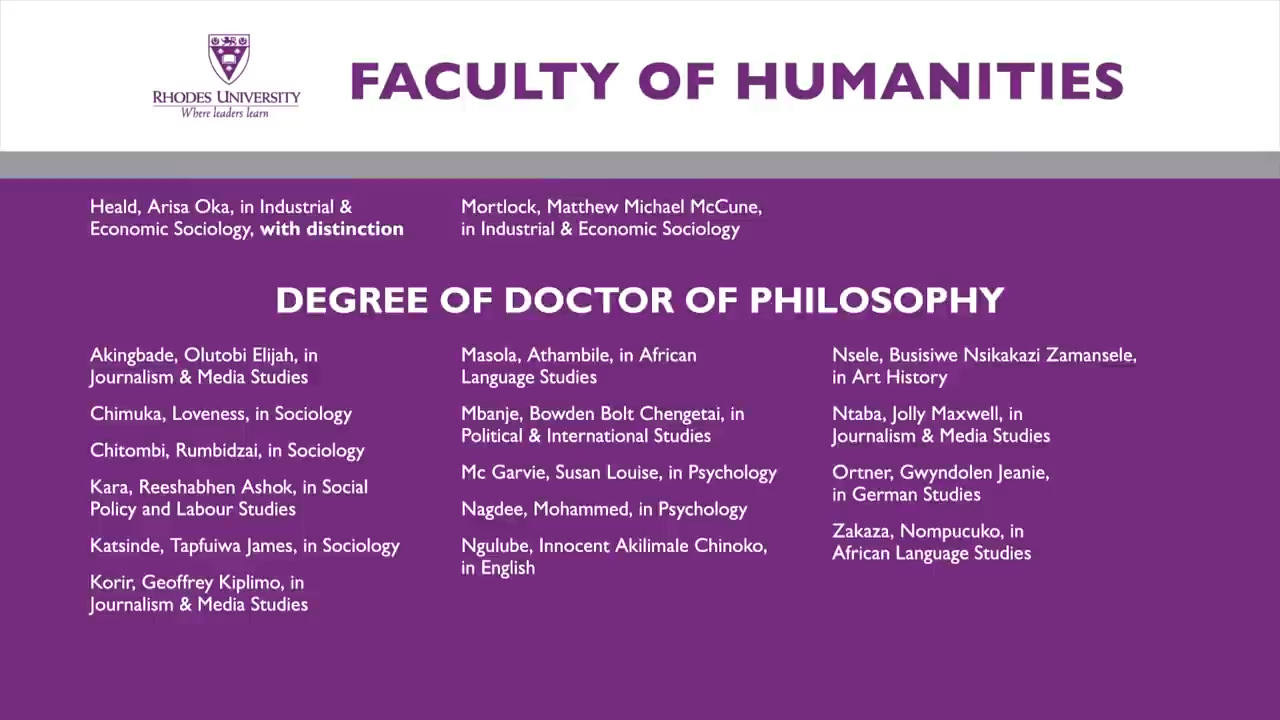 RHODES UNIVERSITY
Where leaders learn
FACULTY OF HUMANITIES
Heald, Arisa Oka, in Industrial &
Economic Sociology, with distinction
Mortlock, Matthew Michael McCune,
in Industrial & Economic Sociology
DEGREE OF DOCTOR OF PHILOSOPHY
Akingbade, Olutobi Elijah, in
Journalism & Media Studies
Chimuka, Loveness, in Sociology
Chitombi, Rumbidzai, in Sociology
Kara, Reeshabhen Ashok, in Social
Policy and Labour Studies
Katsinde, Tapfuiwa James, in Sociology
Korir, Geoffrey Kiplimo, in
Journalism & Media Studies
Masola, Athambile, in African
Language Studies
Mbanje, Bowden Bolt Chengetai, in
Political & International Studies
Mc Garvie, Susan Louise, in Psychology
Nagdee, Mohammed, in Psychology
Ngulube, Innocent Akilimale Chinoko,
in English
Nsele, Busisiwe Nsikakazi Zamansele,
in Art History
Ntaba, Jolly Maxwell, in
Journalism & Media Studies
Ortner, Gwyndolen Jeanie,
in German Studies
Zakaza, Nompucuko, in
African Language Studies